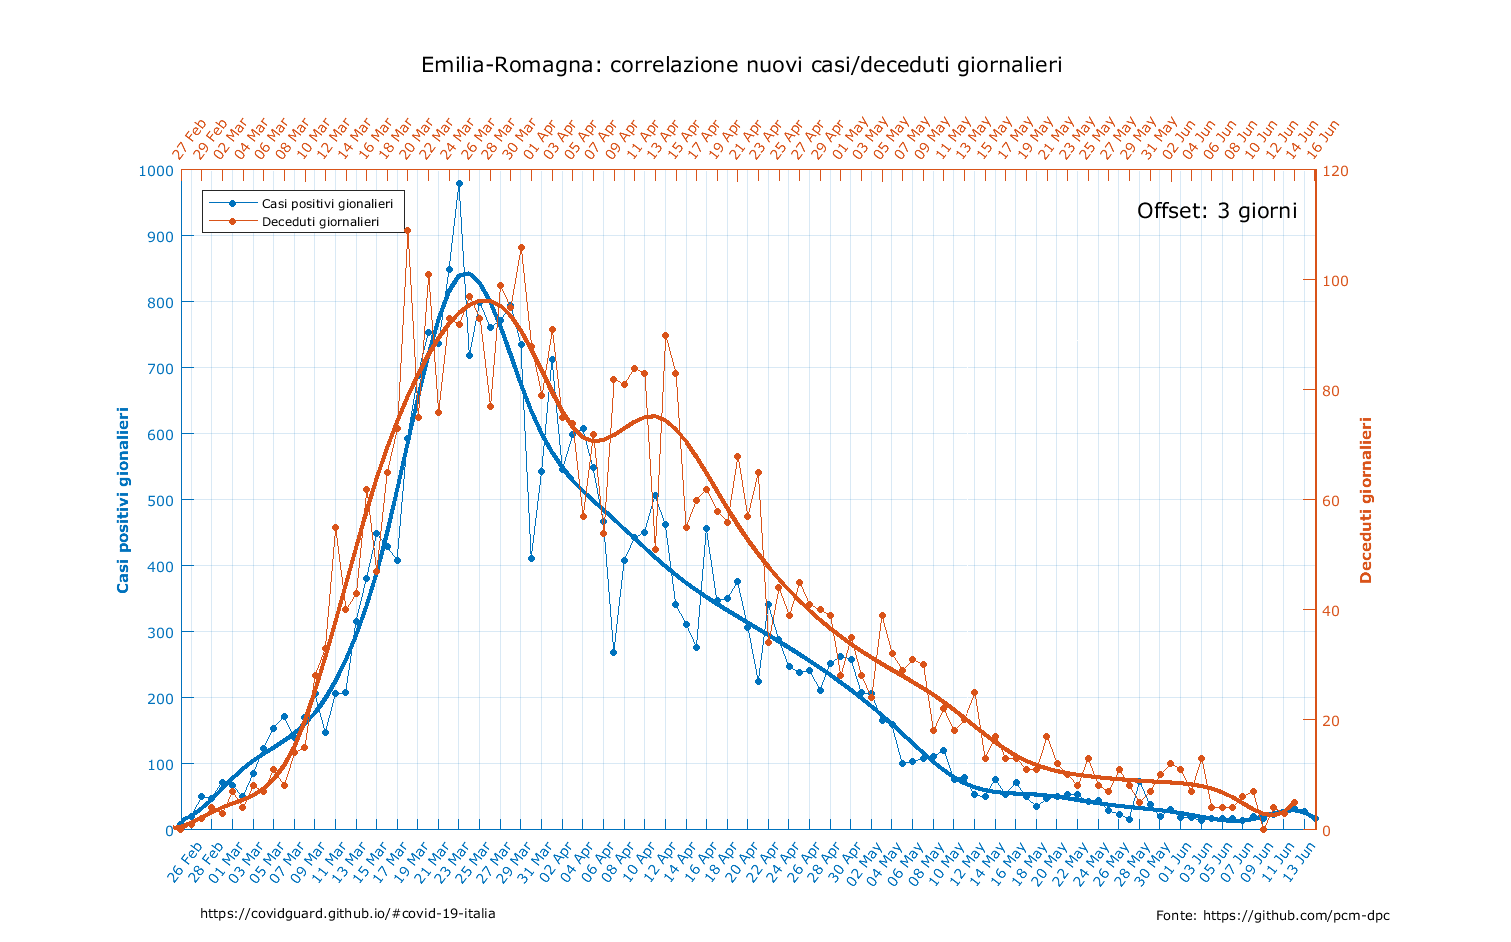 Emilia-Romagna: correlazione nuovi casi/deceduti giornalieri
27 Feb 29 Feb 02 Mar 04 Mar 06 Mar 08 Mar 10 Mar 12 Mar 14 Mar 16 Mar 18 Mar 20 Mar 22 Mar 24 Mar 26 Mar 28 Mar 30 Mar 01 Apr 03 Apr 05 Apr 07 Apr 09 Apr 11 Apr 13 Apr 15 Apr 17 Apr 19 Apr 21 Apr 23 Apr 25 Apr 27 Apr 29 Apr 01 May 03 May 05 May 07 May 09 May 11 May 13 May 15 May 17 May 19 May 21 May 23 May 25 May 27 May 29 May 31 May 02 Jun 04 Jun 06 Jun 08 Jun 10 Jun 12 Jun 14 Jun 16 Jun
Offset: 3 giorni
Casi positivi gionalieri
Deceduti giornalieri
Casi positivi gionalieri
1000
900
800
700
600
500
400
300
200
100
0
120
100
80
60
40
20
0
Deceduti giornalieri
26 Feb 28 Feb 01 Mar 03 Mar 05 Mar 07 Mar 09 Mar 11 Mar 13 Mar 15 Mar 17 Mar 19 Mar 21 Mar 23 Mar 25 Mar 27 Mar 29 Mar 31 Mar 02 Apr 04 Apr 06 Apr 08 Apr 10 Apr 12 Apr 14 Apr 16 Apr 18 Apr 20 Apr 22 Apr 24 Apr 26 Apr 28 Apr 30 Apr 02 May 04 May 06 May 08 May 10 May 12 May 14 May 16 May 18 May 20 May 22 May 24 May 26 May 28 May 30 May 01 Jun 03 Jun 05 Jun 07 Jun 09 Jun 11 Jun 13 Jun
https://covidguard.github.io/#covid-19-italia
Fonte: https://github.com/pcm-dpc